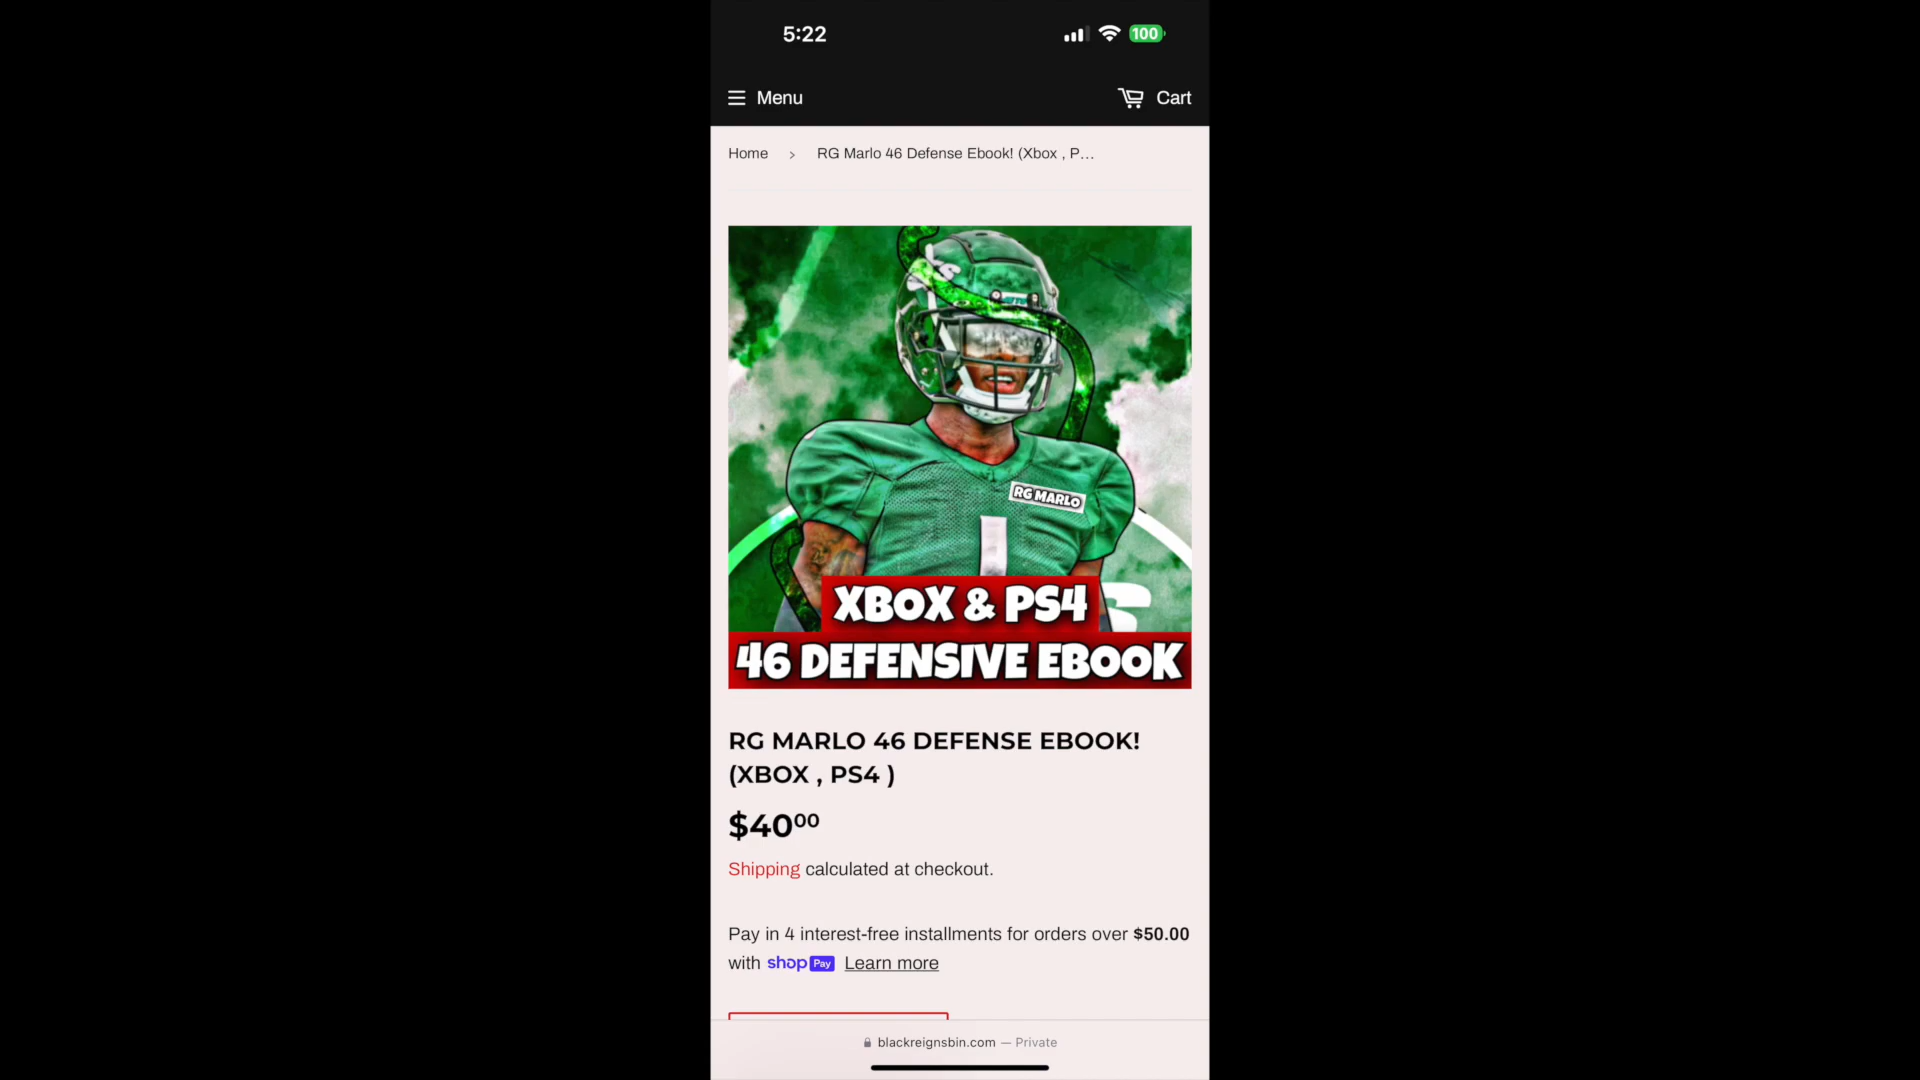 5:22
100
Menu
Cart
Home › RG Marlo 46 Defense Ebook! (Xbox , P...
RG MARLO
XBOX & PS4
46 DEFENSIVE EBOOK
RG MARLO 46 DEFENSE EBOOK!
(XBOX , PS4 )
$40⁰⁰
Shipping calculated at checkout.
Pay in 4 interest-free installments for orders over $50.00
with shop Pay Learn more
blackreignsbin.com — Private